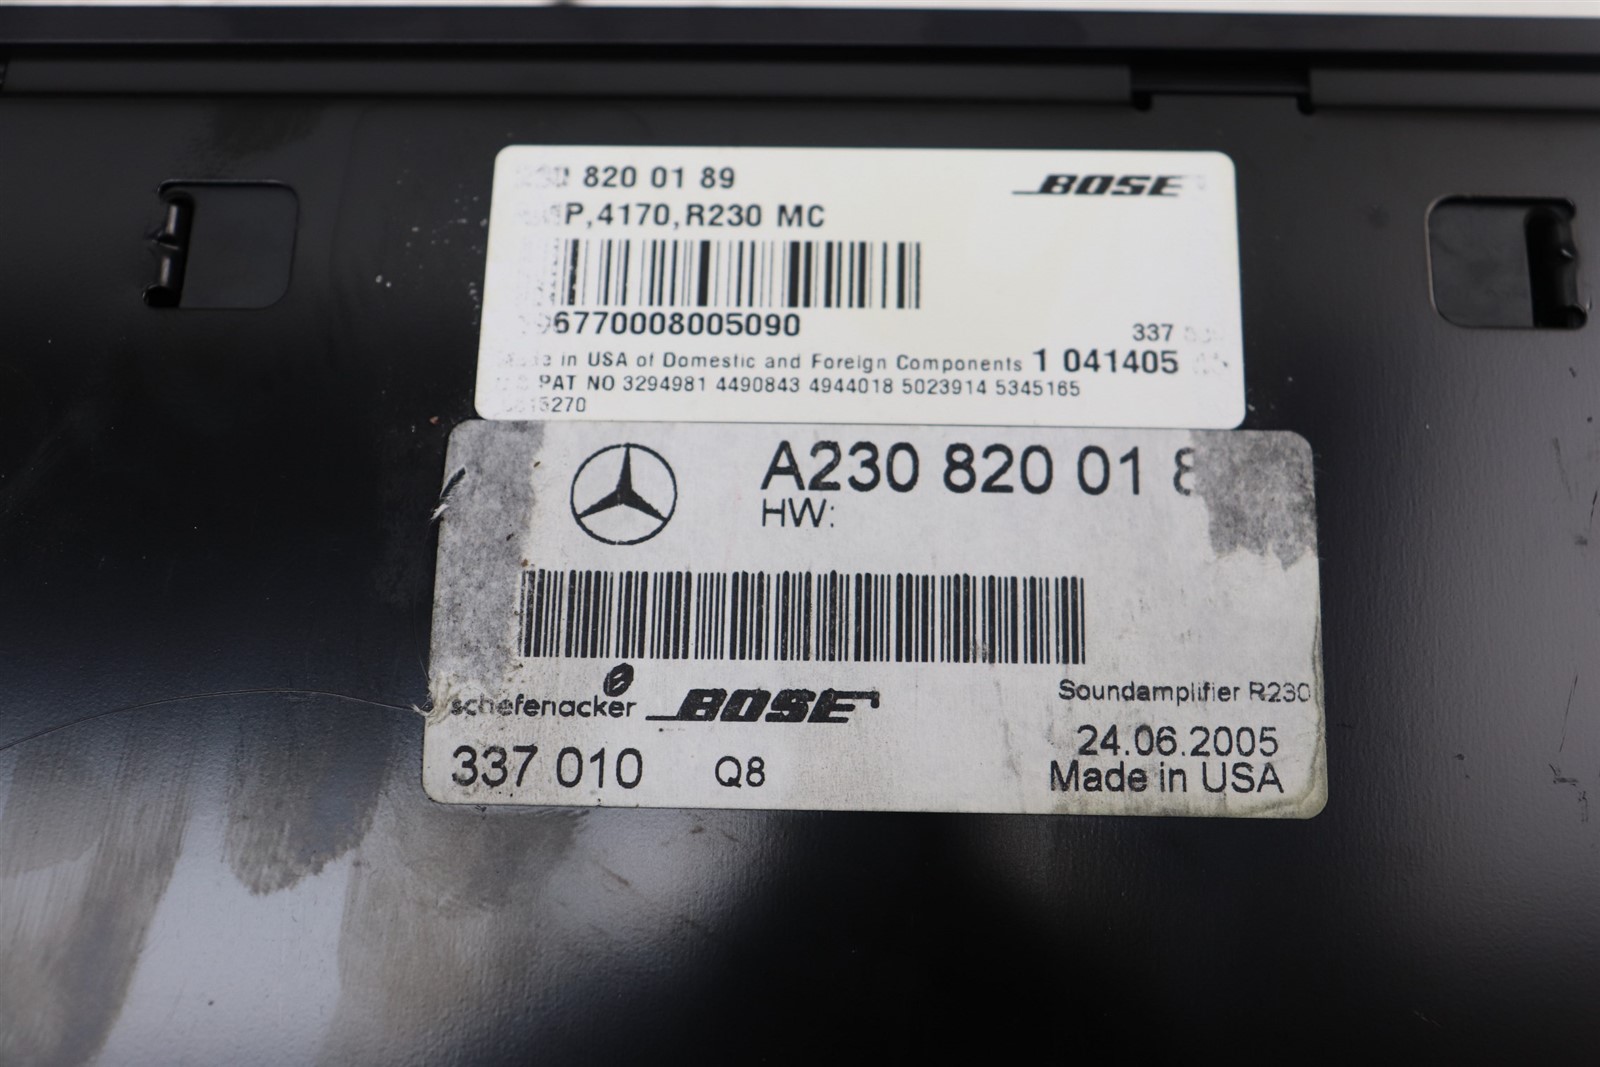 820 01 89
BOSE
P,4170,R230 MC
96770008005090
337
in USA of Domestic and Foreign Components 1 041405
PAT NO 3294981 4490843 4944018 5023914 5345165
A230 820 01 8
HW:
schefenacker BOSE
Soundamplifier R230
24.06.2005
337 010 Q8
Made in USA